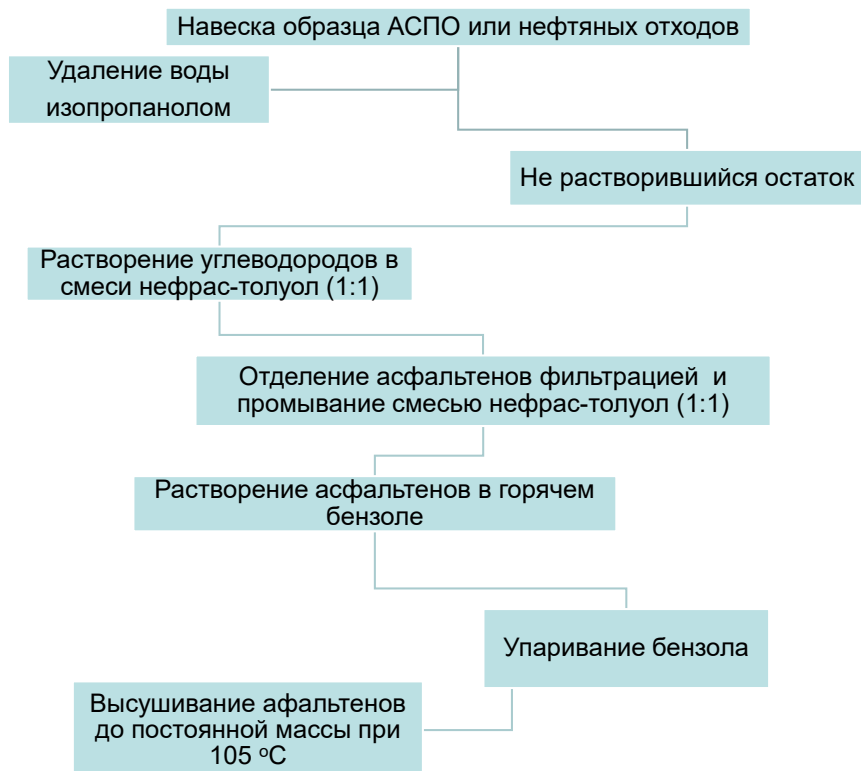 Навеска образца АСПО или нефтяных отходов
Удаление воды
изопропанолом
Не растворившийся остаток
Растворение углеводородов в
смеси нефрас-толуол (1:1)
Отделение асфальтенов фильтрацией и
промывание смесью нефрас-толуол (1:1)
Растворение асфальтенов в горячем
бензоле
Упаривание бензола
Высушивание афальтенов
до постоянной массы при
105 ºС